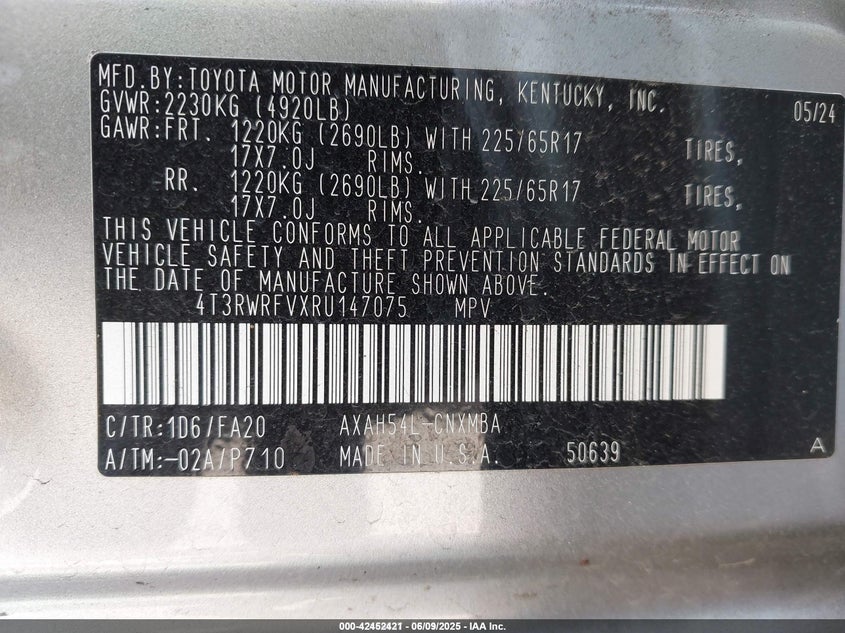 MFD.BY:TOYOTA MOTOR MANUFACTURING, KENTUCKY, INC. 05/24
GVWR:2230KG (4920LB)
GAWR:FRT. 1220KG (2690LB) WITH 225/65R17 TIRES,
17X7.0J RIMS.
RR. 1220KG (2690LB) WITH 225/65R17 TIRES,
17X7.0J RIMS.
THIS VEHICLE CONFORMS TO ALL APPLICABLE FEDERAL MOTOR
VEHICLE SAFETY AND THEFT PREVENTION STANDARDS IN EFFECT ON
THE DATE OF MANUFACTURE SHOWN ABOVE.
4T3RWRFVXRU147075 MPV
C/TR:1D6/FA20 AXAH54L-CNXMBA
A/TM:-02A/P710 MADE IN U.S.A. 50639 A
000-42452421 | 06/09/2025 - IAA Inc.